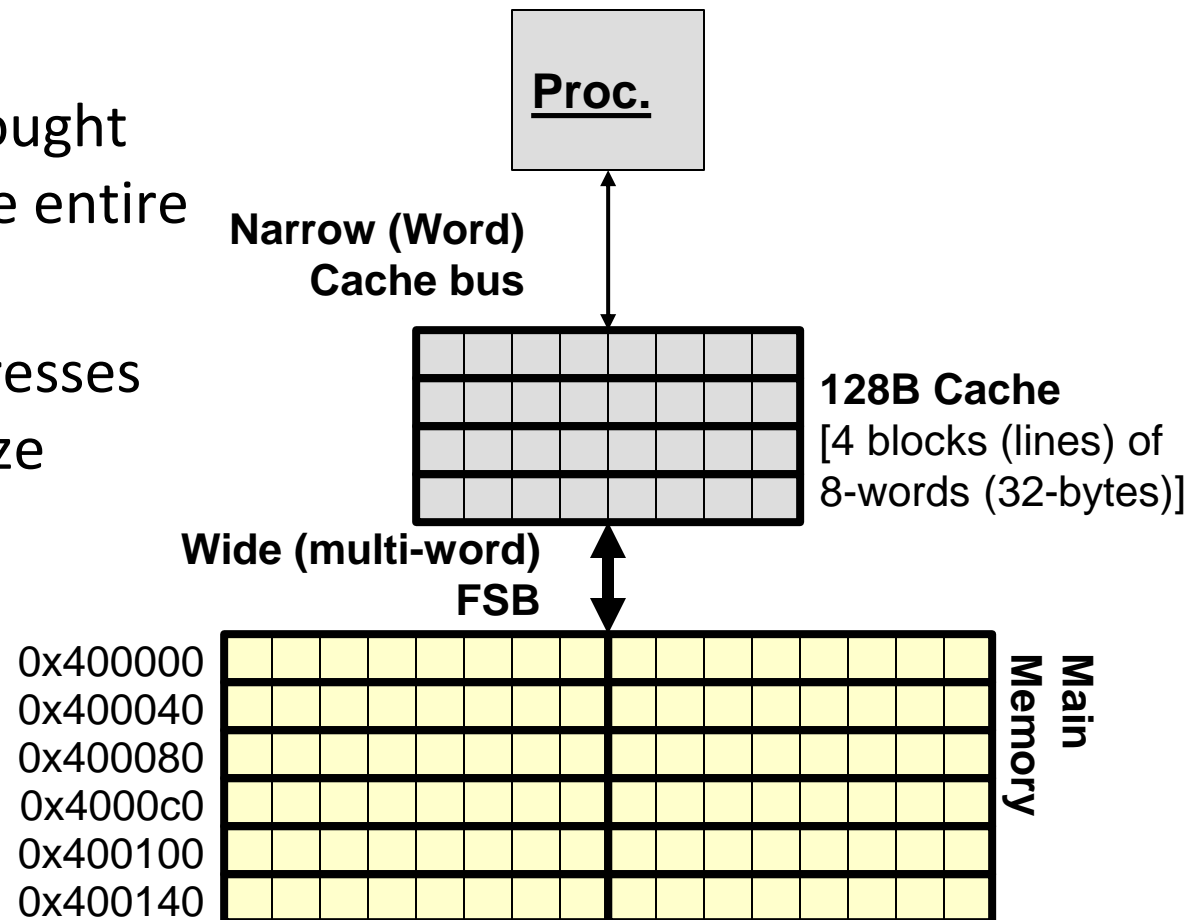 Proc.
ought
e entire
resses
ze
Narrow (Word)
Cache bus
128B Cache
[4 blocks (lines) of
8-words (32-bytes)]
Wide (multi-word)
FSB
0x400000
0x400040
0x400080
0x4000c0
0x400100
0x400140
Main
Memory